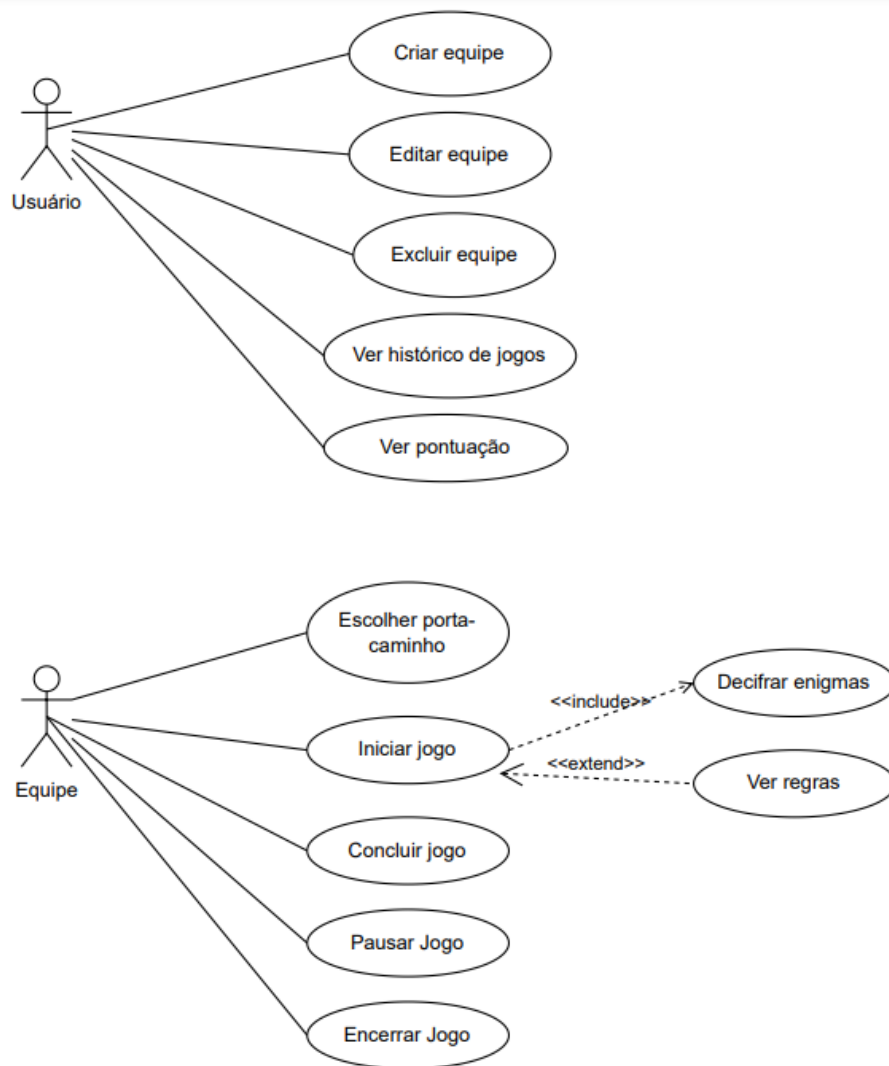 Criar equipe
Editar equipe
Usuário
Excluir equipe
Ver histórico de jogos
Ver pontuação
Escolher porta-
caminho
Decifrar enigmas
<<include>>
Iniciar jogo
<<extend>>
Ver regras
Equipe
Concluir jogo
Pausar Jogo
Encerrar Jogo